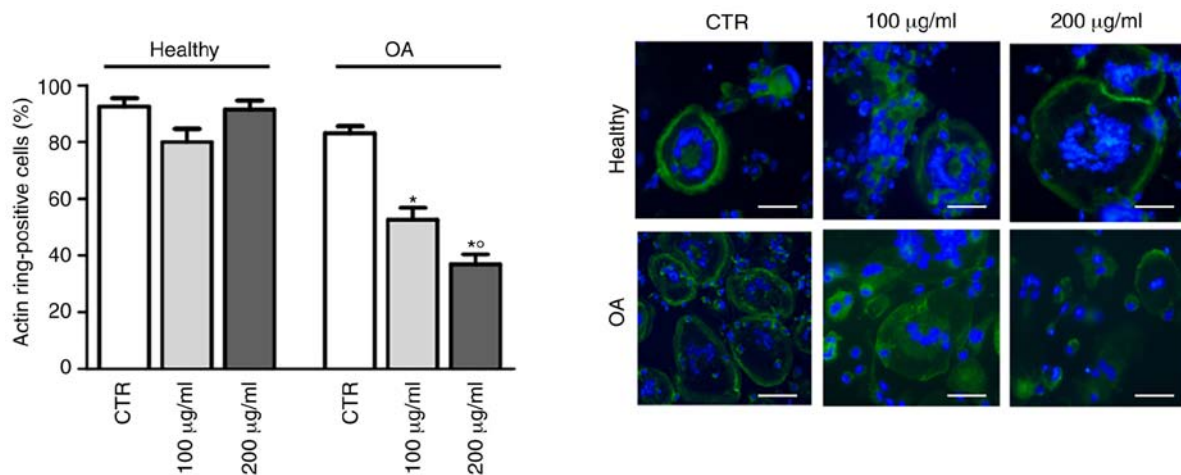 Healthy OA
Actin ring-positive cells (%)
100
80
60
40
20
0
*
*○
CTR
100 μg/ml
200 μg/ml
CTR
100 μg/ml
200 μg/ml
CTR 100 μg/ml 200 μg/ml
Healthy
OA